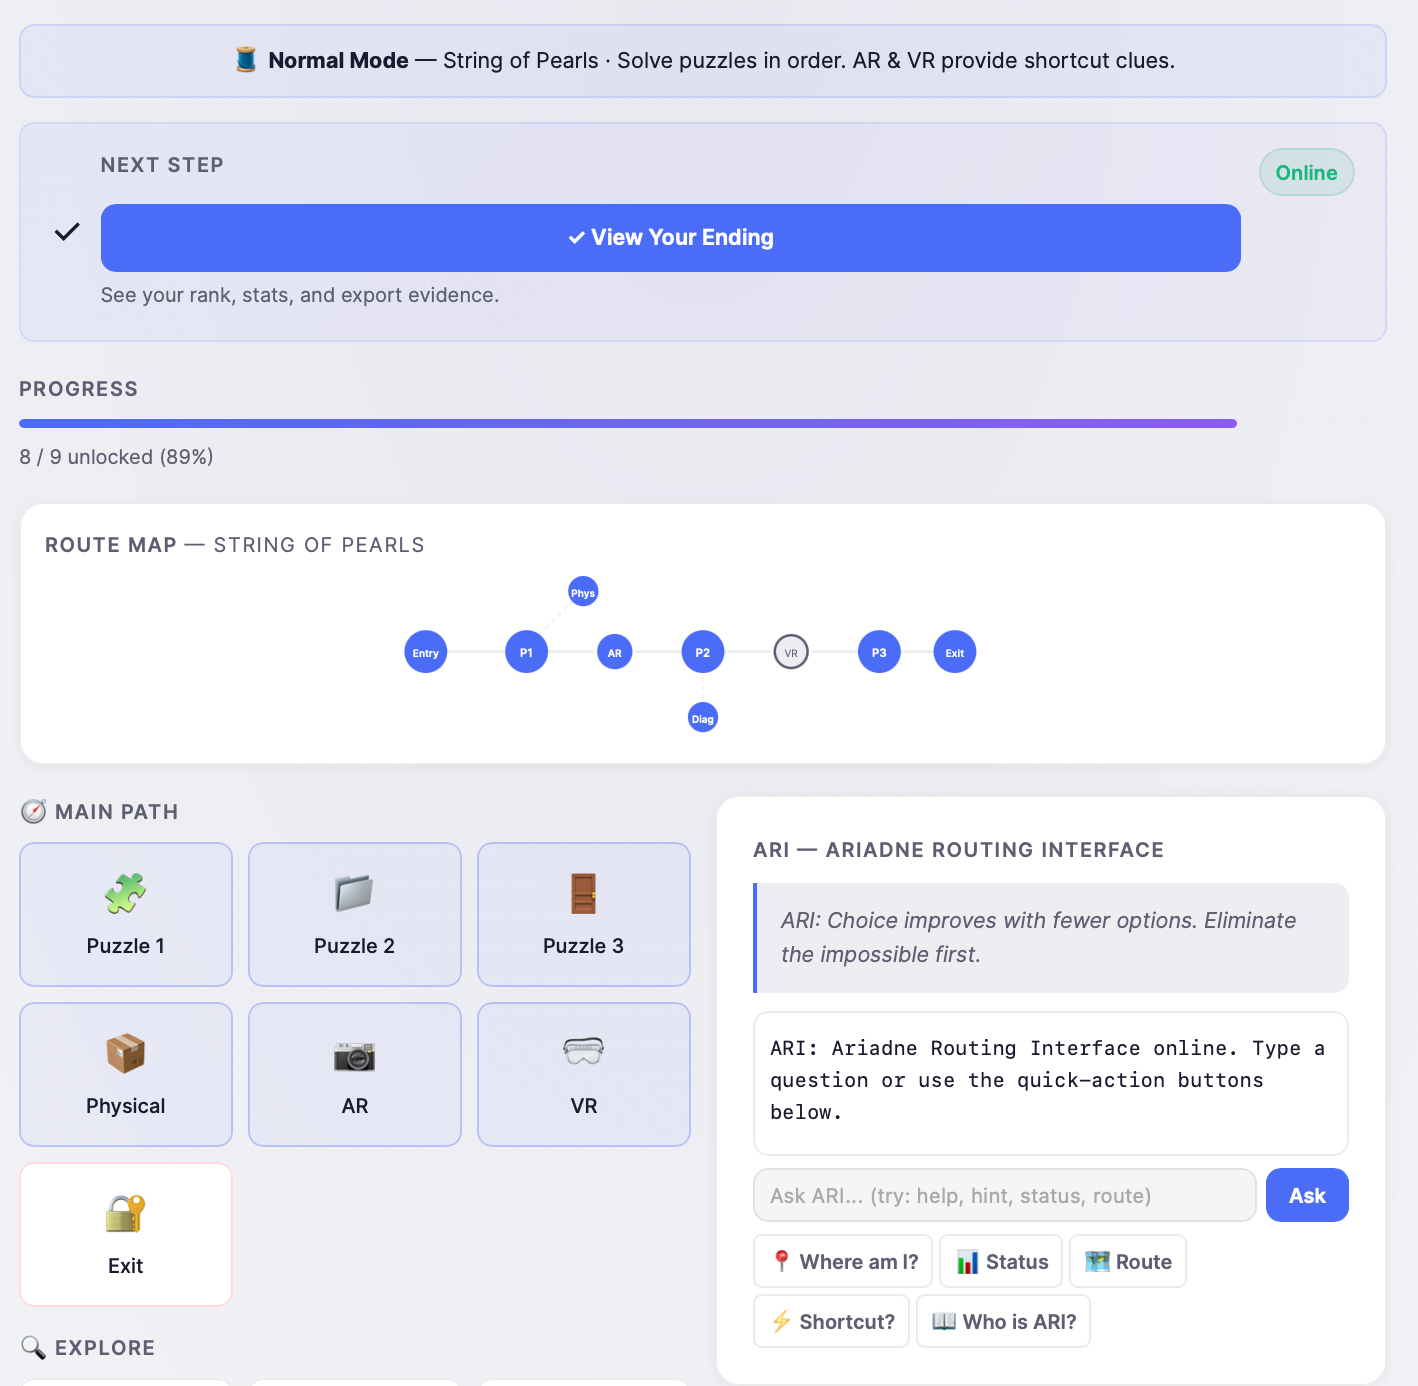 Normal Mode — String of Pearls · Solve puzzles in order. AR & VR provide shortcut clues.
NEXT STEP
Online
✓ View Your Ending
See your rank, stats, and export evidence.
PROGRESS
8 / 9 unlocked (89%)
ROUTE MAP — STRING OF PEARLS
Phys
Entry
P1
AR
P2
VR
P3
Exit
Diag
MAIN PATH
Puzzle 1
Puzzle 2
Puzzle 3
Physical
AR
VR
Exit
EXPLORE
ARI — ARIADNE ROUTING INTERFACE
ARI: Choice improves with fewer options. Eliminate
the impossible first.
ARI: Ariadne Routing Interface online. Type a
question or use the quick-action buttons
below.
Ask ARI... (try: help, hint, status, route)
Ask
Where am I?
Status
Route
Shortcut?
Who is ARI?